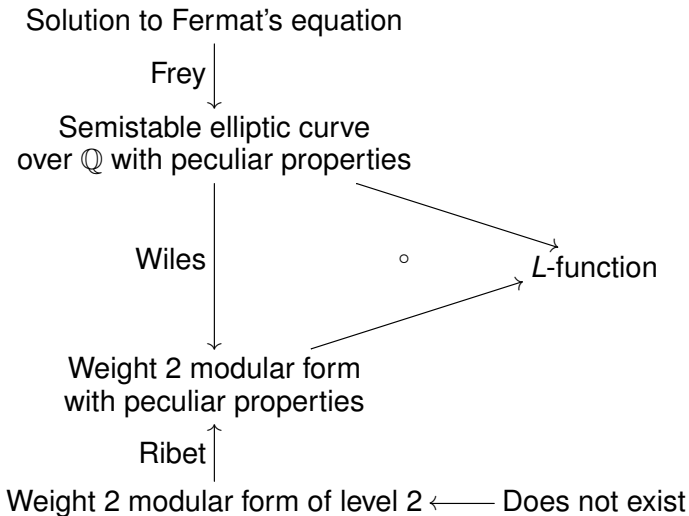 Solution to Fermat's equation
Frey
Semistable elliptic curve
over ℚ with peculiar properties
Wiles
L-function
Weight 2 modular form
with peculiar properties
Ribet
Weight 2 modular form of level 2
Does not exist